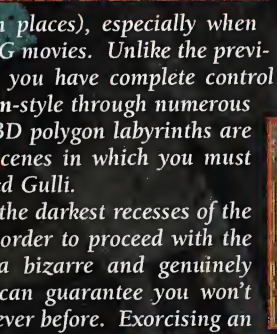 places), especially when
G movies. Unlike the previ-
you have complete control
-style through numerous
3D polygon labyrinths are
cenes in which you must
d Gulli.
the darkest recesses of the
order to proceed with the
a bizarre and genuinely
can guarantee you won't
ever before. Exorcising an